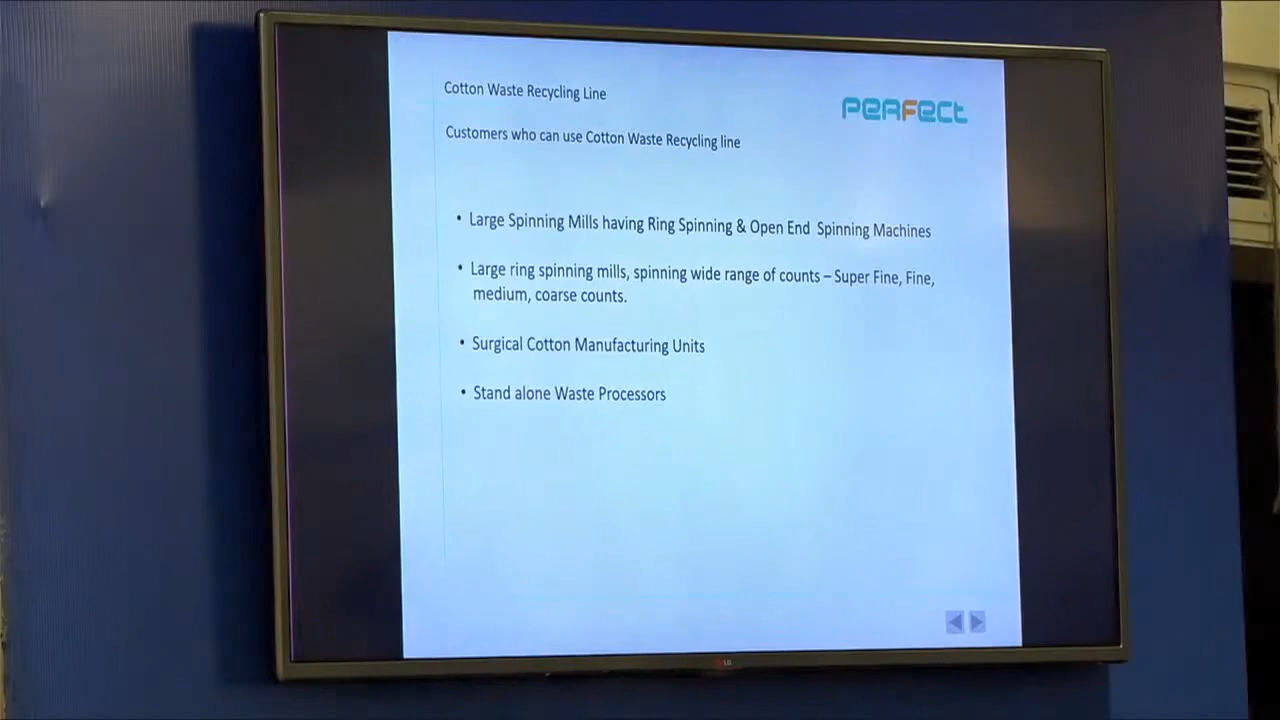 Cotton Waste Recycling Line
PERFECT
Customers who can use Cotton Waste Recycling line
• Large Spinning Mills having Ring Spinning & Open End Spinning Machines
• Large ring spinning mills, spinning wide range of counts – Super Fine, Fine,
medium, coarse counts.
• Surgical Cotton Manufacturing Units
• Stand alone Waste Processors
LG